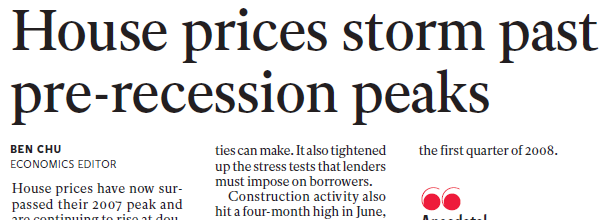 House prices storm past
pre-recession peaks
BEN CHU
ECONOMICS EDITOR
House prices have now sur-
passed their 2007 peak and
are continuing to rise at dou-
ties can make. It also tightened
up the stress tests that lenders
must impose on borrowers.
Construction activity also
hit a four-month high in June,
the first quarter of 2008.
Anecdotal